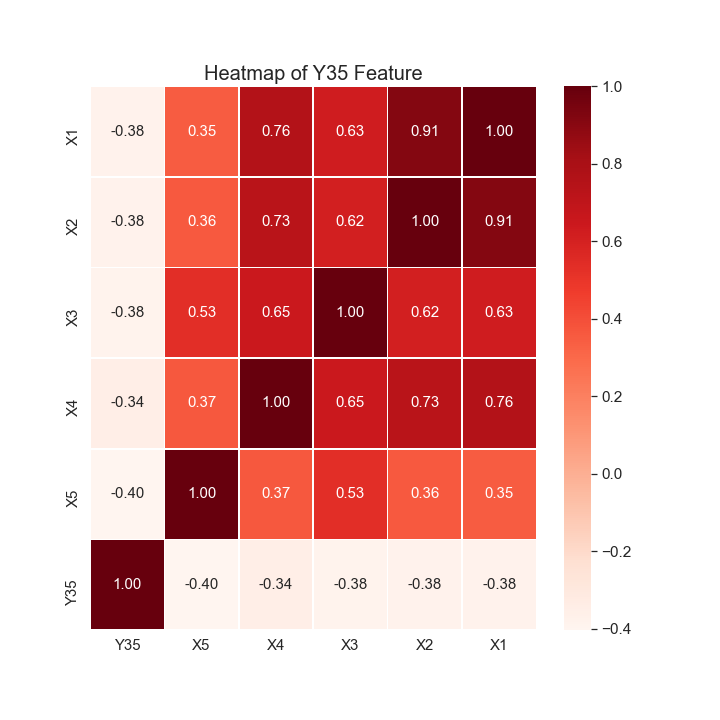 Heatmap of Y35 Feature
X1 -0.38 0.35 0.76 0.63 0.91 1.00
X2 -0.38 0.36 0.73 0.62 1.00 0.91
X3 -0.38 0.53 0.65 1.00 0.62 0.63
X4 -0.34 0.37 1.00 0.65 0.73 0.76
X5 -0.40 1.00 0.37 0.53 0.36 0.35
Y35 1.00 -0.40 -0.34 -0.38 -0.38 -0.38
Y35 X5 X4 X3 X2 X1
1.0
0.8
0.6
0.4
0.2
0.0
−0.2
−0.4